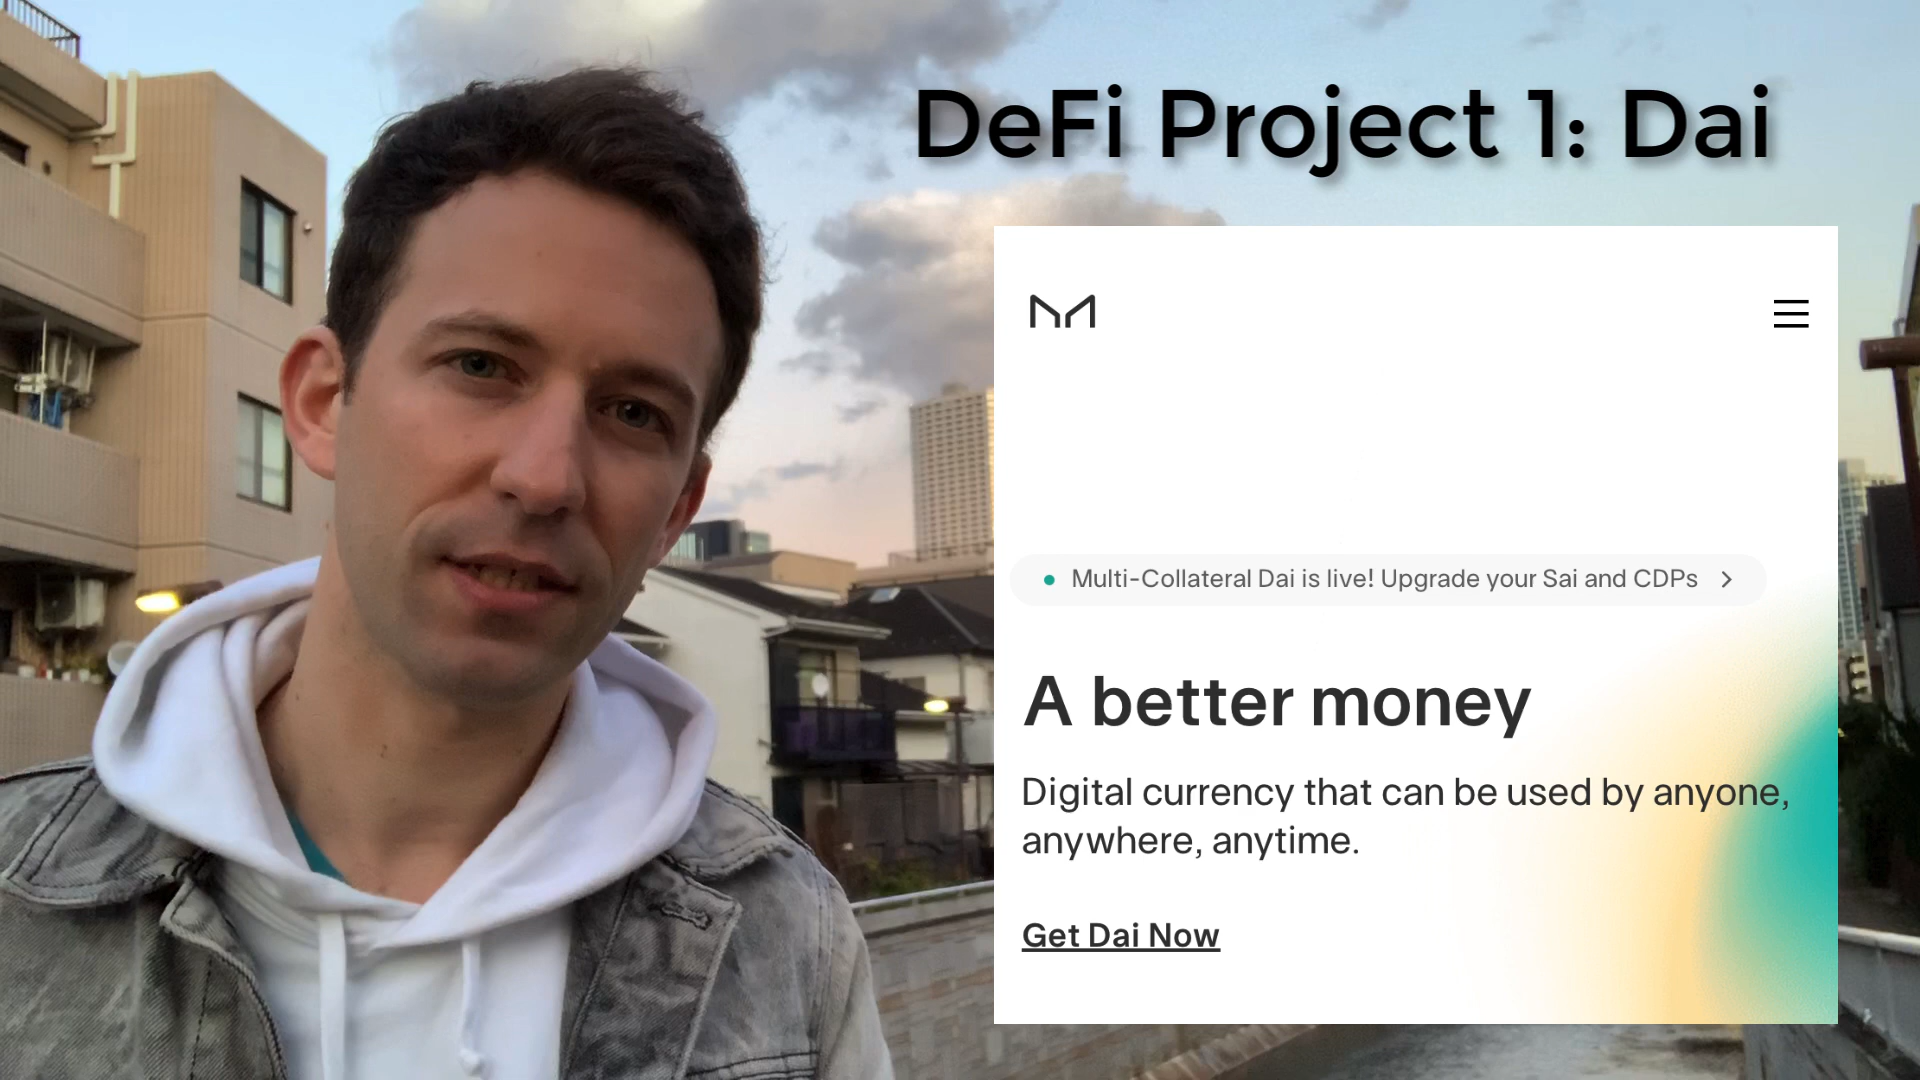 DeFi Project 1: Dai
Multi-Collateral Dai is live! Upgrade your Sai and CDPs
A better money
Digital currency that can be used by anyone,
anywhere, anytime.
Get Dai Now